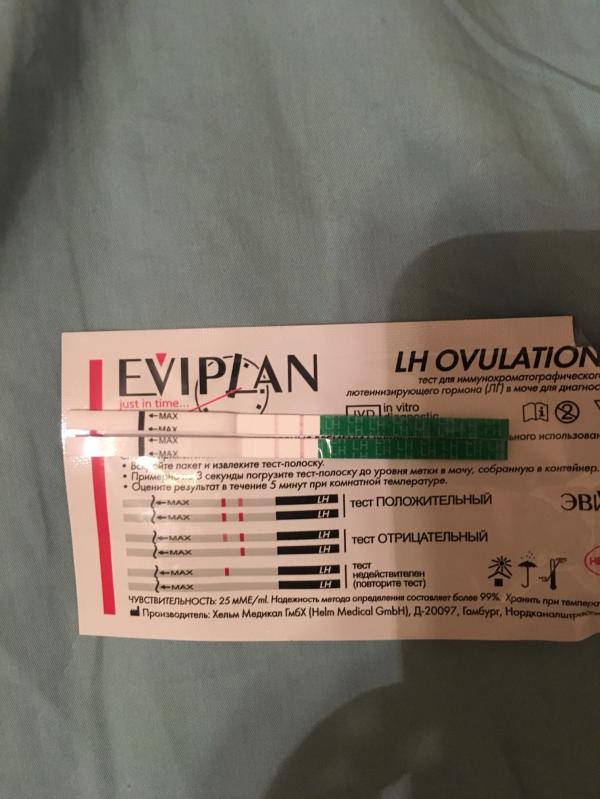 EVIPLAN
just in time...
LH OVULATION
тест для иммунохроматографического
лютеинизирующего гормона (ЛГ) в моче для диагнос
IVD in vitro
MAX
MAX
MAX
MAX
ьного использован
пакет и извлеките тест-полоску.
• 3 секунды погрузите тест-полоску до уровня метки в мочу, собранную в контейнер.
• Оцените результат в течение 5 минут при комнатной температуре.
MAX LH
MAX LH
тест ПОЛОЖИТЕЛЬНЫЙ
ЭВИ
MAX LH
MAX LH
тест ОТРИЦАТЕЛЬНЫЙ
MAX LH
MAX LH
тест
недействителен
(повторите тест)
ЧУВСТВИТЕЛЬНОСТЬ: 25 мМЕ/ml. Надежность метода определения составляет более 99%. Хранить при температ
Производитель: Хельм Медикал ГмбХ (Helm Medical GmbH), Д-20097, Гамбург, Нордканальштрас